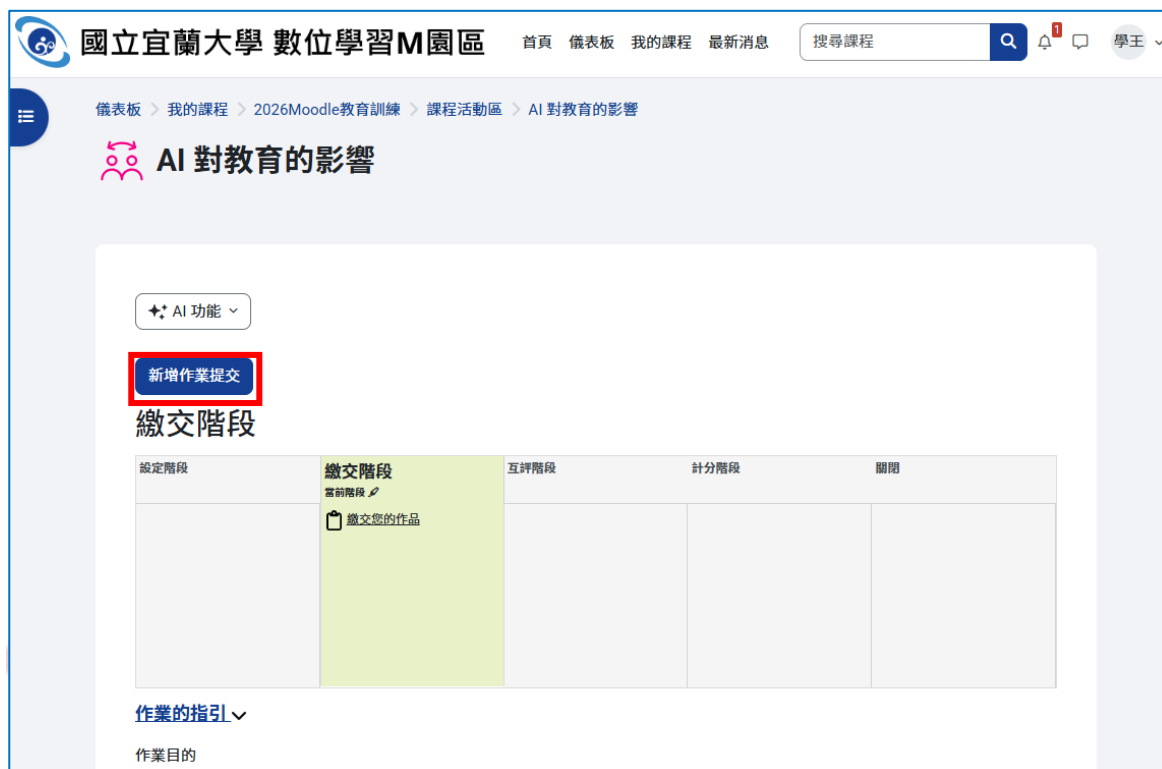 國立宜蘭大學 數位學習M園區 首頁 儀表板 我的課程 最新消息 搜尋課程 1 學王
儀表板 > 我的課程 > 2026Moodle教育訓練 > 課程活動區 > AI 對教育的影響
AI 對教育的影響
AI 功能
新增作業提交
繳交階段
設定階段 繳交階段 互評階段 計分階段 關閉
當前階段
繳交您的作品
作業的指引
作業目的